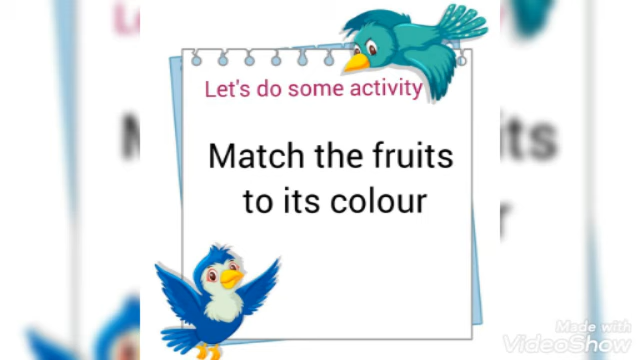 Let's do some activity
Match the fruits
to its colour
Made with
VideoShow